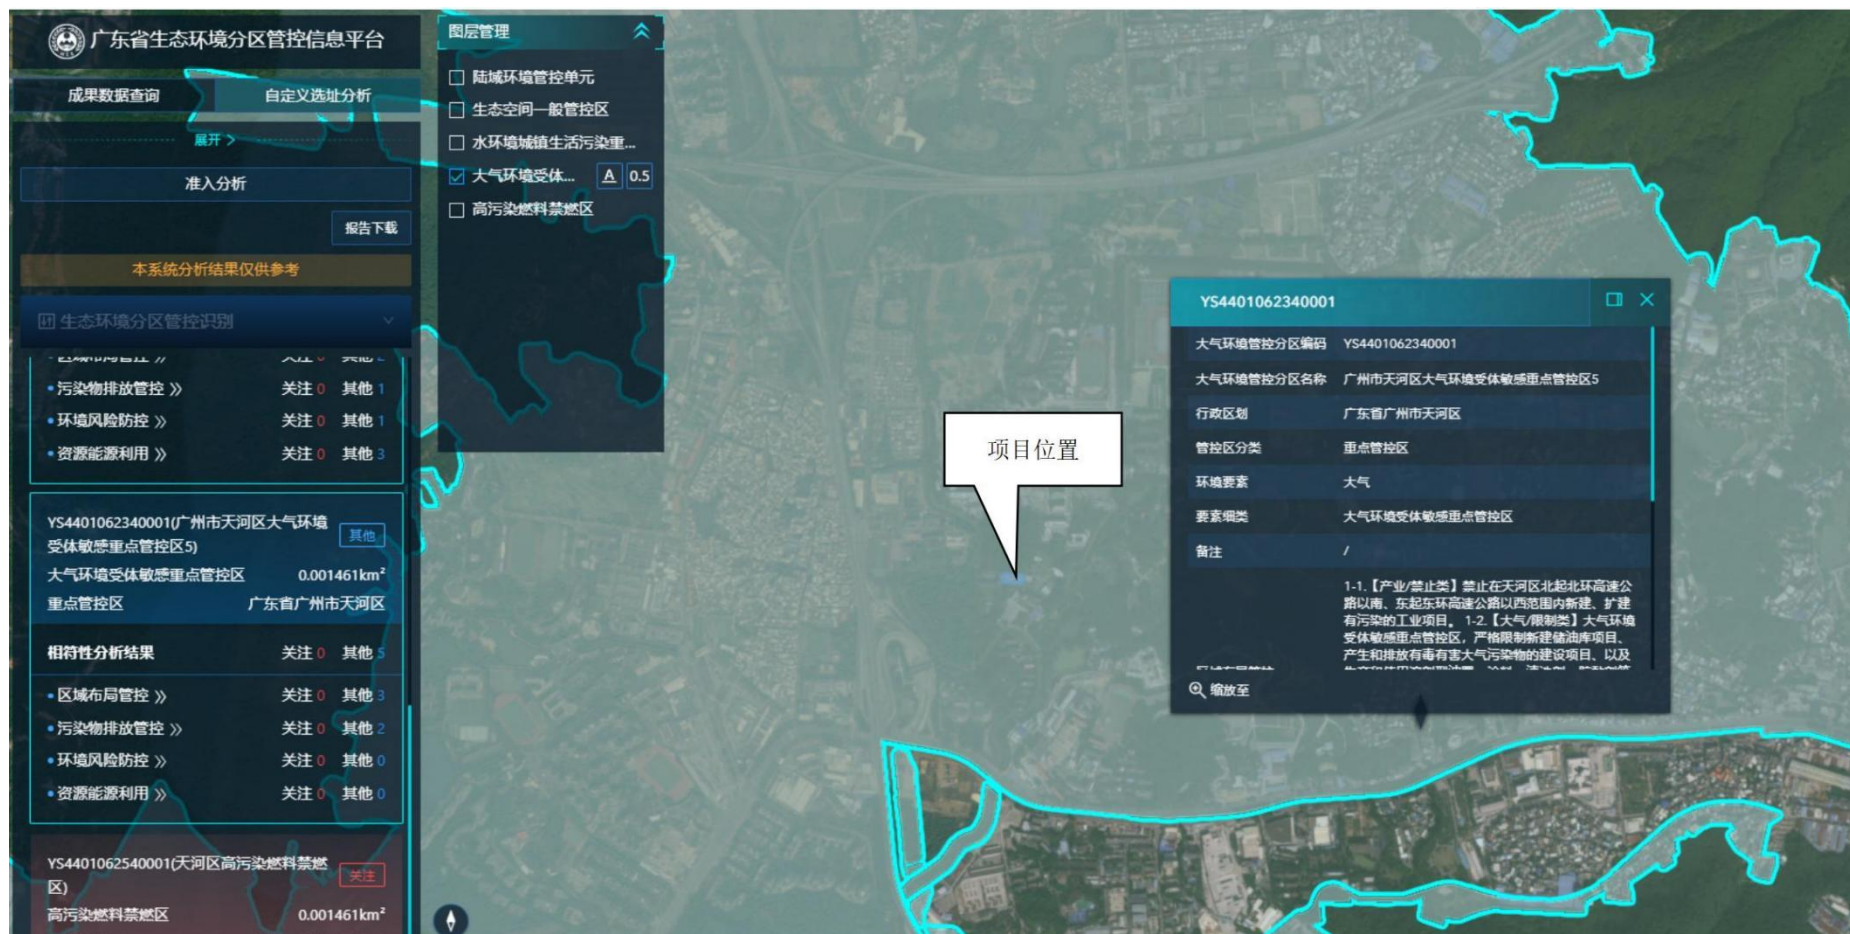 广东省生态环境分区管控信息平台
成果数据查询
自定义选址分析
展开 >
准入分析
报告下载
本系统分析结果仅供参考
生态环境分区管控识别
污染物排放管控 关注 0 其他 1
环境风险防控 关注 0 其他 1
资源能源利用 关注 0 其他 3
YS4401062340001(广州市天河区大气环境
受体敏感重点管控区5)
其他
大气环境受体敏感重点管控区 0.001461km²
重点管控区 广东省广州市天河区
相符性分析结果 关注 0 其他 5
区域布局管控 关注 0 其他 3
污染物排放管控 关注 0 其他 2
环境风险防控 关注 0 其他 0
资源能源利用 关注 0 其他 0
YS4401062540001(天河区高污染燃料禁燃
区)
关注
高污染燃料禁燃区 0.001461km²
图层管理
陆域环境管控单元
生态空间一般管控区
水环境城镇生活污染重...
大气环境受体... A 0.5
高污染燃料禁燃区
项目位置
YS4401062340001
大气环境管控分区编码 YS4401062340001
大气环境管控分区名称 广州市天河区大气环境受体敏感重点管控区5
行政区划 广东省广州市天河区
管控区分类 重点管控区
环境要素 大气
要素细类 大气环境受体敏感重点管控区
备注 /
1-1.【产业/禁止类】禁止在天河区北起北环高速公
路以南、东起东环高速公路以西范围内新建、扩建
有污染的工业项目。 1-2.【大气/限制类】大气环境
受体敏感重点管控区，严格限制新建储油库项目、
产生和排放有毒有害大气污染物的建设项目、以及
缩放至